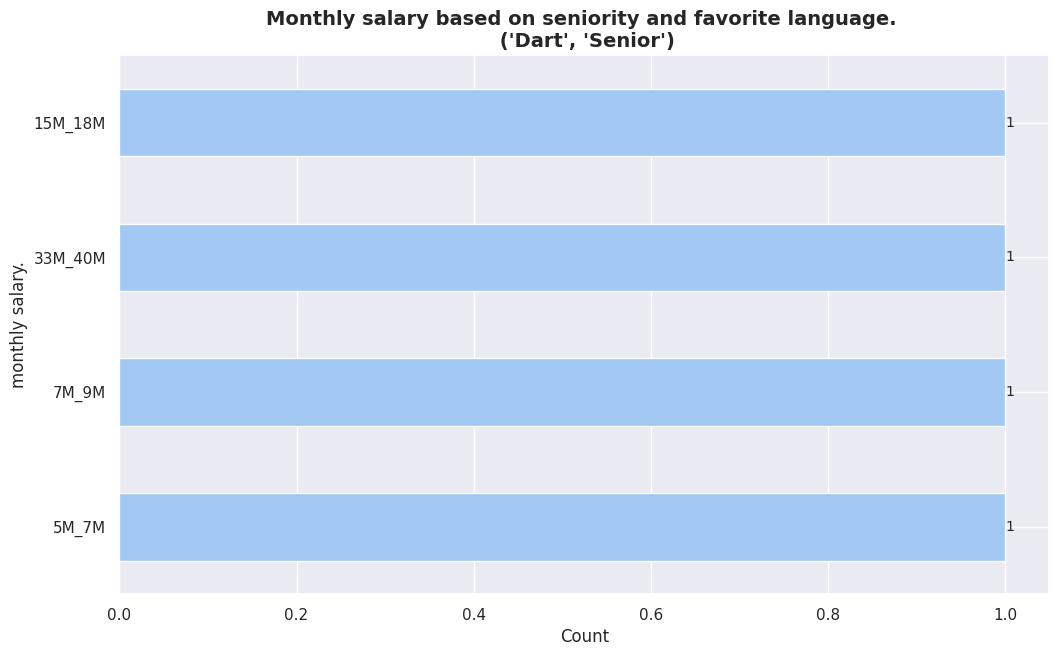 Monthly salary based on seniority and favorite language.
('Dart', 'Senior')
15M_18M
1
33M_40M
1
monthly salary.
7M_9M
1
5M_7M
1
0.0 0.2 0.4 0.6 0.8 1.0
Count